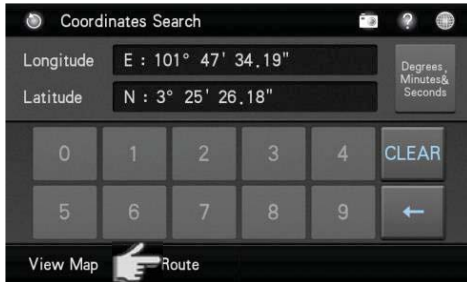 Coordinates Search ?
Longitude E : 101° 47' 34.19"
Latitude N : 3° 25' 26.18"
Degrees,
Minutes&
Seconds
0 1 2 3 4 CLEAR
5 6 7 8 9 ←
View Map Route